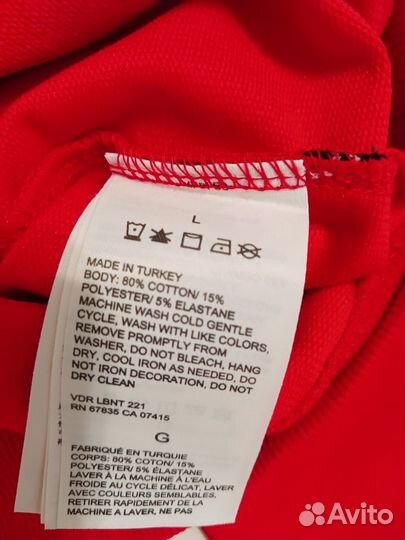 L
MADE IN TURKEY
BODY: 80% COTTON/ 15%
POLYESTER/ 5% ELASTANE
MACHINE WASH COLD GENTLE
CYCLE, WASH WITH LIKE COLORS,
REMOVE PROMPTLY FROM
WASHER, DO NOT BLEACH, HANG
DRY, COOL IRON AS NEEDED, DO
NOT IRON DECORATION, DO NOT
DRY CLEAN
VDR LBNT 221
RN 67835 CA 07415
G
FABRIQUÉ EN TURQUIE
CORPS: 80% COTON/ 15%
POLYESTER/ 5% ÉLASTANE
LAVER À LA MACHINE À L'EAU
FROIDE AU CYCLE DÉLICAT, LAVER
AVEC COULEURS SEMBLABLES,
RETIRER RAPIDEMENT DE LA
MACHINE A LAVER, NE PAS
Avito